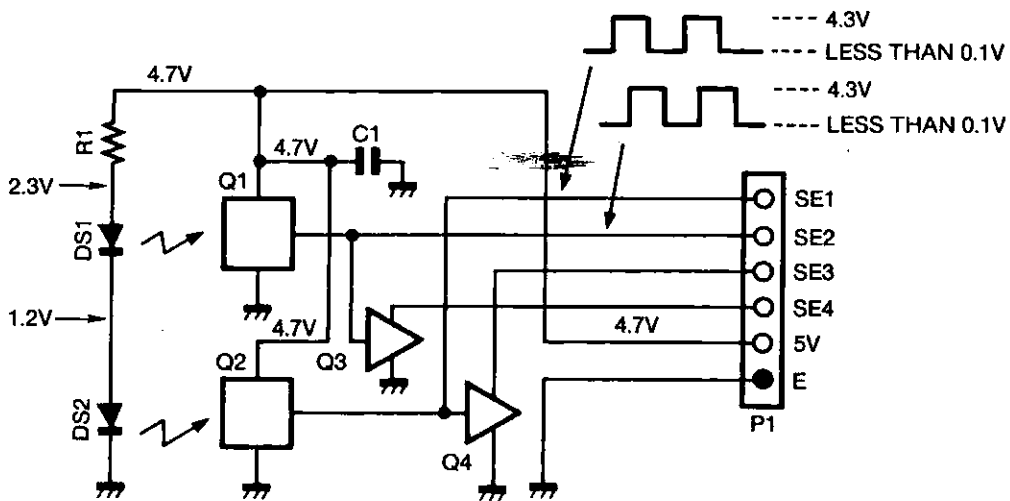 4.3V
LESS THAN 0.1V
4.3V
LESS THAN 0.1V
4.7V
R1
4.7V
C1
2.3V
Q1
DS1
SE1
SE2
SE3
SE4
5V
E
P1
1.2V
4.7V
4.7V
Q2
Q3
DS2
Q4